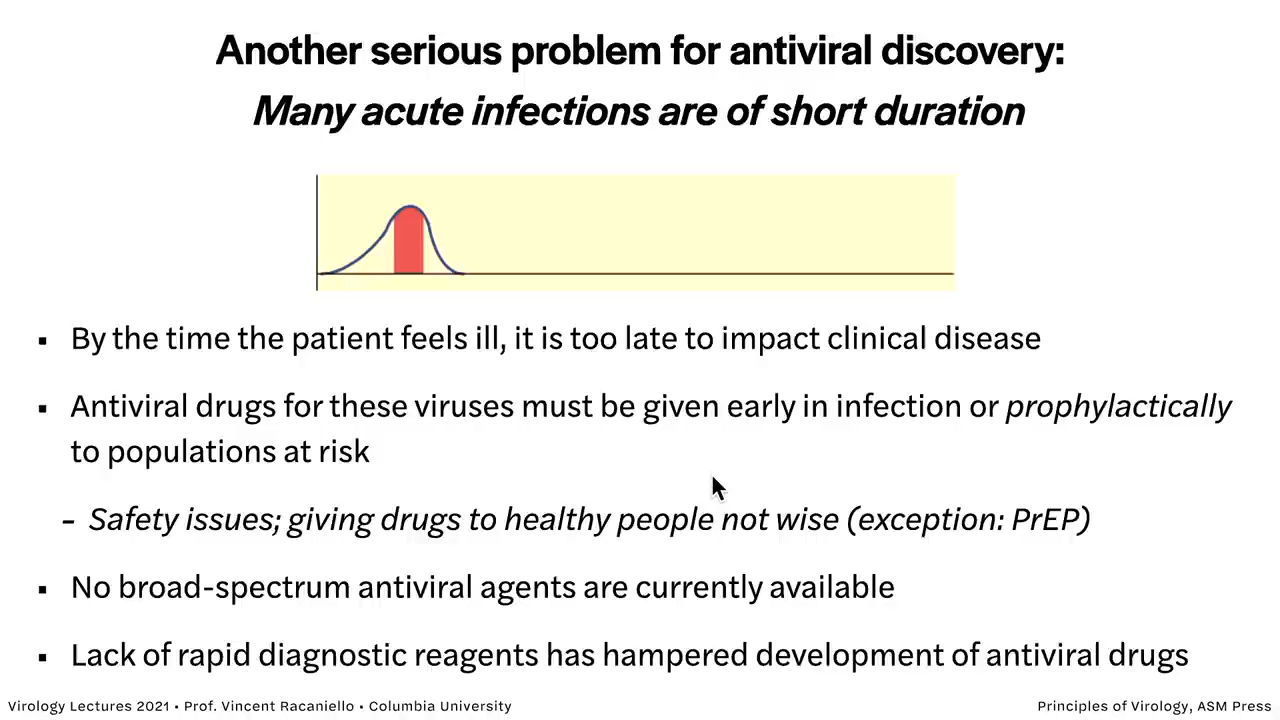 Another serious problem for antiviral discovery:
Many acute infections are of short duration
▪ By the time the patient feels ill, it is too late to impact clinical disease
▪ Antiviral drugs for these viruses must be given early in infection or prophylactically
to populations at risk
– Safety issues; giving drugs to healthy people not wise (exception: PrEP)
▪ No broad-spectrum antiviral agents are currently available
▪ Lack of rapid diagnostic reagents has hampered development of antiviral drugs
Virology Lectures 2021 • Prof. Vincent Racaniello • Columbia University
Principles of Virology, ASM Press